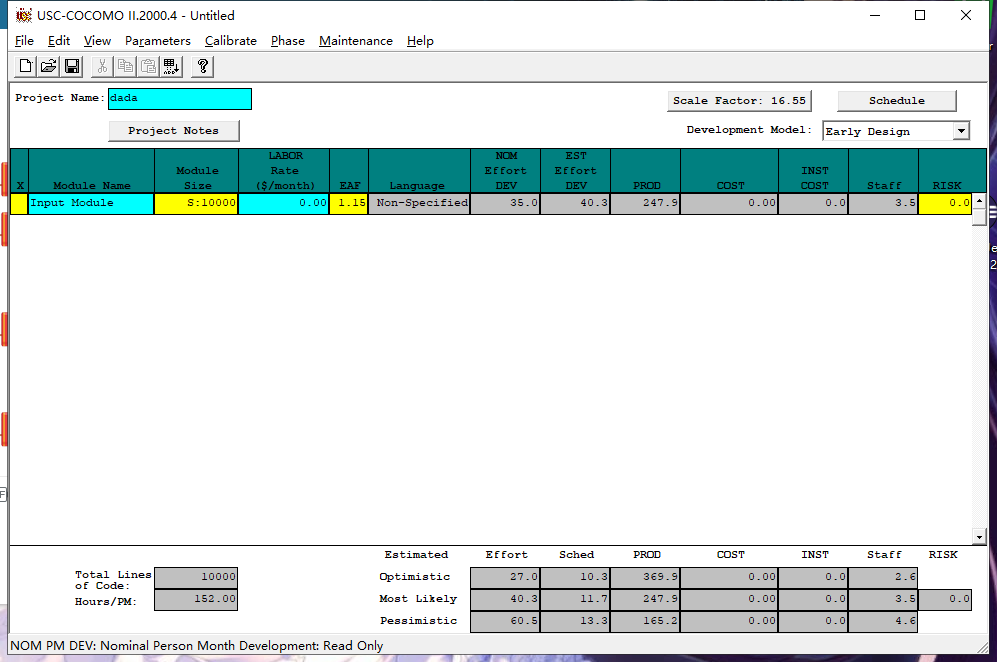 USC-COCOMO II.2000.4 - Untitled
File Edit View Parameters Calibrate Phase Maintenance Help
Project Name: dada Scale Factor: 16.55 Schedule
Project Notes Development Model: Early Design
X Module Name Module Size LABOR Rate ($/month) EAF Language NOM Effort DEV EST Effort DEV PROD COST INST COST Staff RISK
Input Module S:10000 0.00 1.15 Non-Specified 35.0 40.3 247.9 0.00 0.0 3.5 0.0
Estimated Effort Sched PROD COST INST Staff RISK
Total Lines of Code: 10000 Optimistic 27.0 10.3 369.9 0.00 0.0 2.6
Hours/PM: 152.00 Most Likely 40.3 11.7 247.9 0.00 0.0 3.5 0.0
Pessimistic 60.5 13.3 165.2 0.00 0.0 4.6
NOM PM DEV: Nominal Person Month Development: Read Only